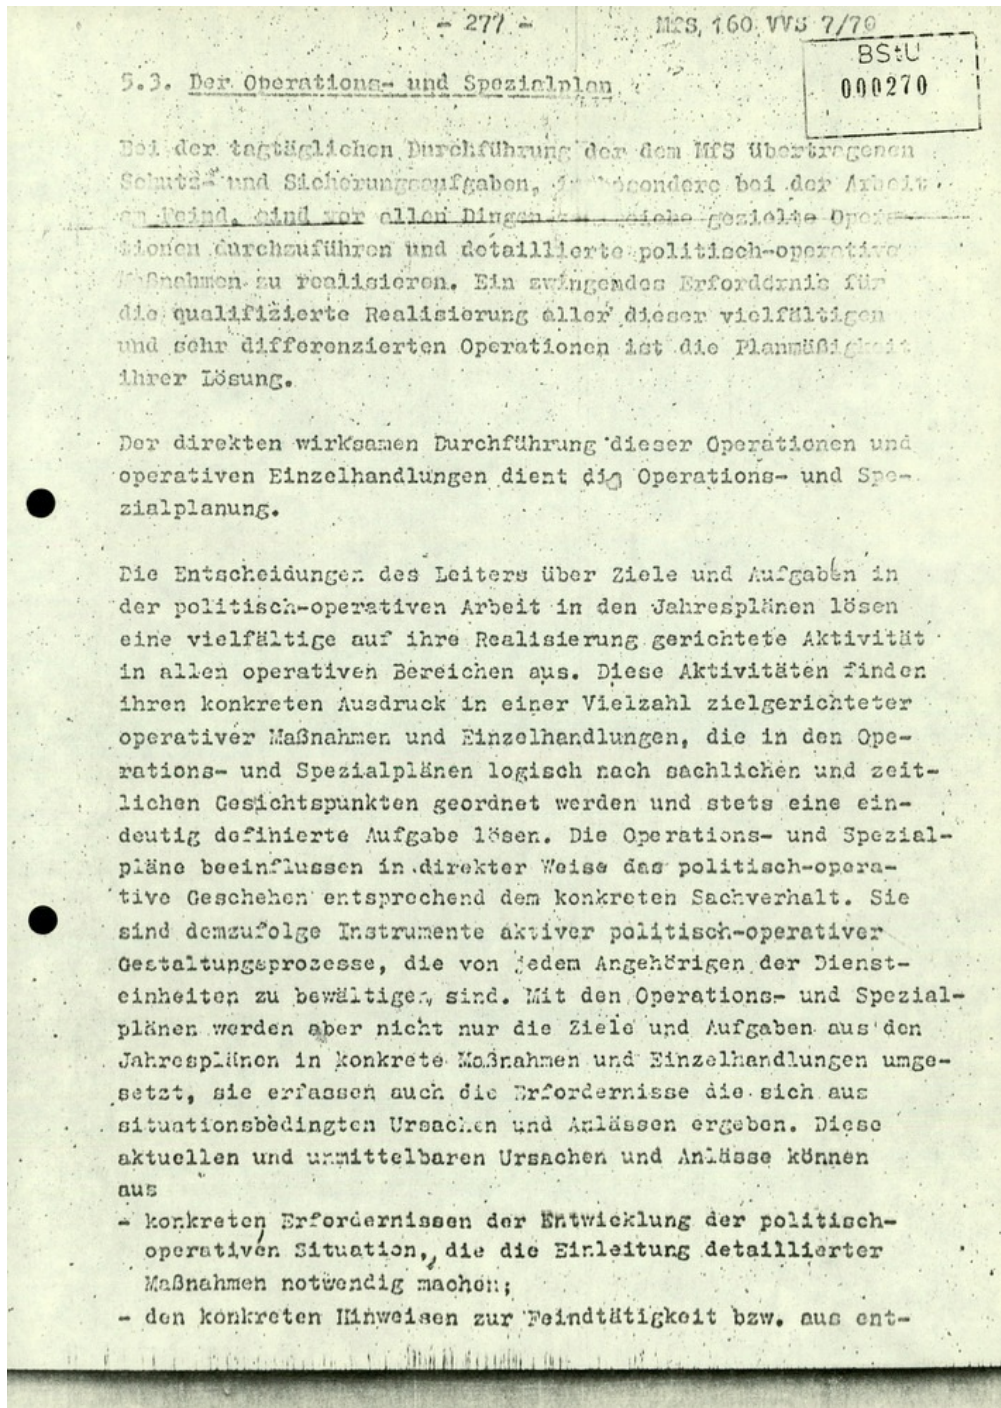 - 277 -
MfS, 160 VVS 7/70
BStU
000270
5.3. Der Operations- und Spezialplan
Bei der tagtäglichen Durchführung der dem MfS übertragenen
Schutz- und Sicherungsaufgaben, insbesondere bei der Arbeit
am Feind, sind vor allen Dingen gezielte Opera-
tionen durchzuführen und detaillierte politisch-operative
Maßnahmen zu realisieren. Ein zwingendes Erfordernis für
die qualifizierte Realisierung aller dieser vielfältigen
und sehr differenzierten Operationen ist die Planmäßigkeit
ihrer Lösung.
Der direkten wirksamen Durchführung dieser Operationen und
operativen Einzelhandlungen dient die Operations- und Spe-
zialplanung.
Die Entscheidungen des Leiters über Ziele und Aufgaben in
der politisch-operativen Arbeit in den Jahresplänen lösen
eine vielfältige auf ihre Realisierung gerichtete Aktivität
in allen operativen Bereichen aus. Diese Aktivitäten finden
ihren konkreten Ausdruck in einer Vielzahl zielgerichteter
operativer Maßnahmen und Einzelhandlungen, die in den Ope-
rations- und Spezialplänen logisch nach sachlichen und zeit-
lichen Gesichtspunkten geordnet werden und stets eine ein-
deutig definierte Aufgabe lösen. Die Operations- und Spezial-
pläne beeinflussen in direkter Weise das politisch-opera-
tive Geschehen entsprechend dem konkreten Sachverhalt. Sie
sind demzufolge Instrumente aktiver politisch-operativer
Gestaltungsprozesse, die von jedem Angehörigen der Dienst-
einheiten zu bewältigen sind. Mit den Operations- und Spezial-
plänen werden aber nicht nur die Ziele und Aufgaben aus den
Jahresplänen in konkrete Maßnahmen und Einzelhandlungen umge-
setzt, sie erfassen auch die Erfordernisse die sich aus
situationsbedingten Ursachen und Anlässen ergeben. Diese
aktuellen und unmittelbaren Ursachen und Anlässe können
aus
- konkreten Erfordernissen der Entwicklung der politisch-
operativen Situation, die die Einleitung detaillierter
Maßnahmen notwendig machen;
- den konkreten Hinweisen zur Feindtätigkeit bzw. aus ent-